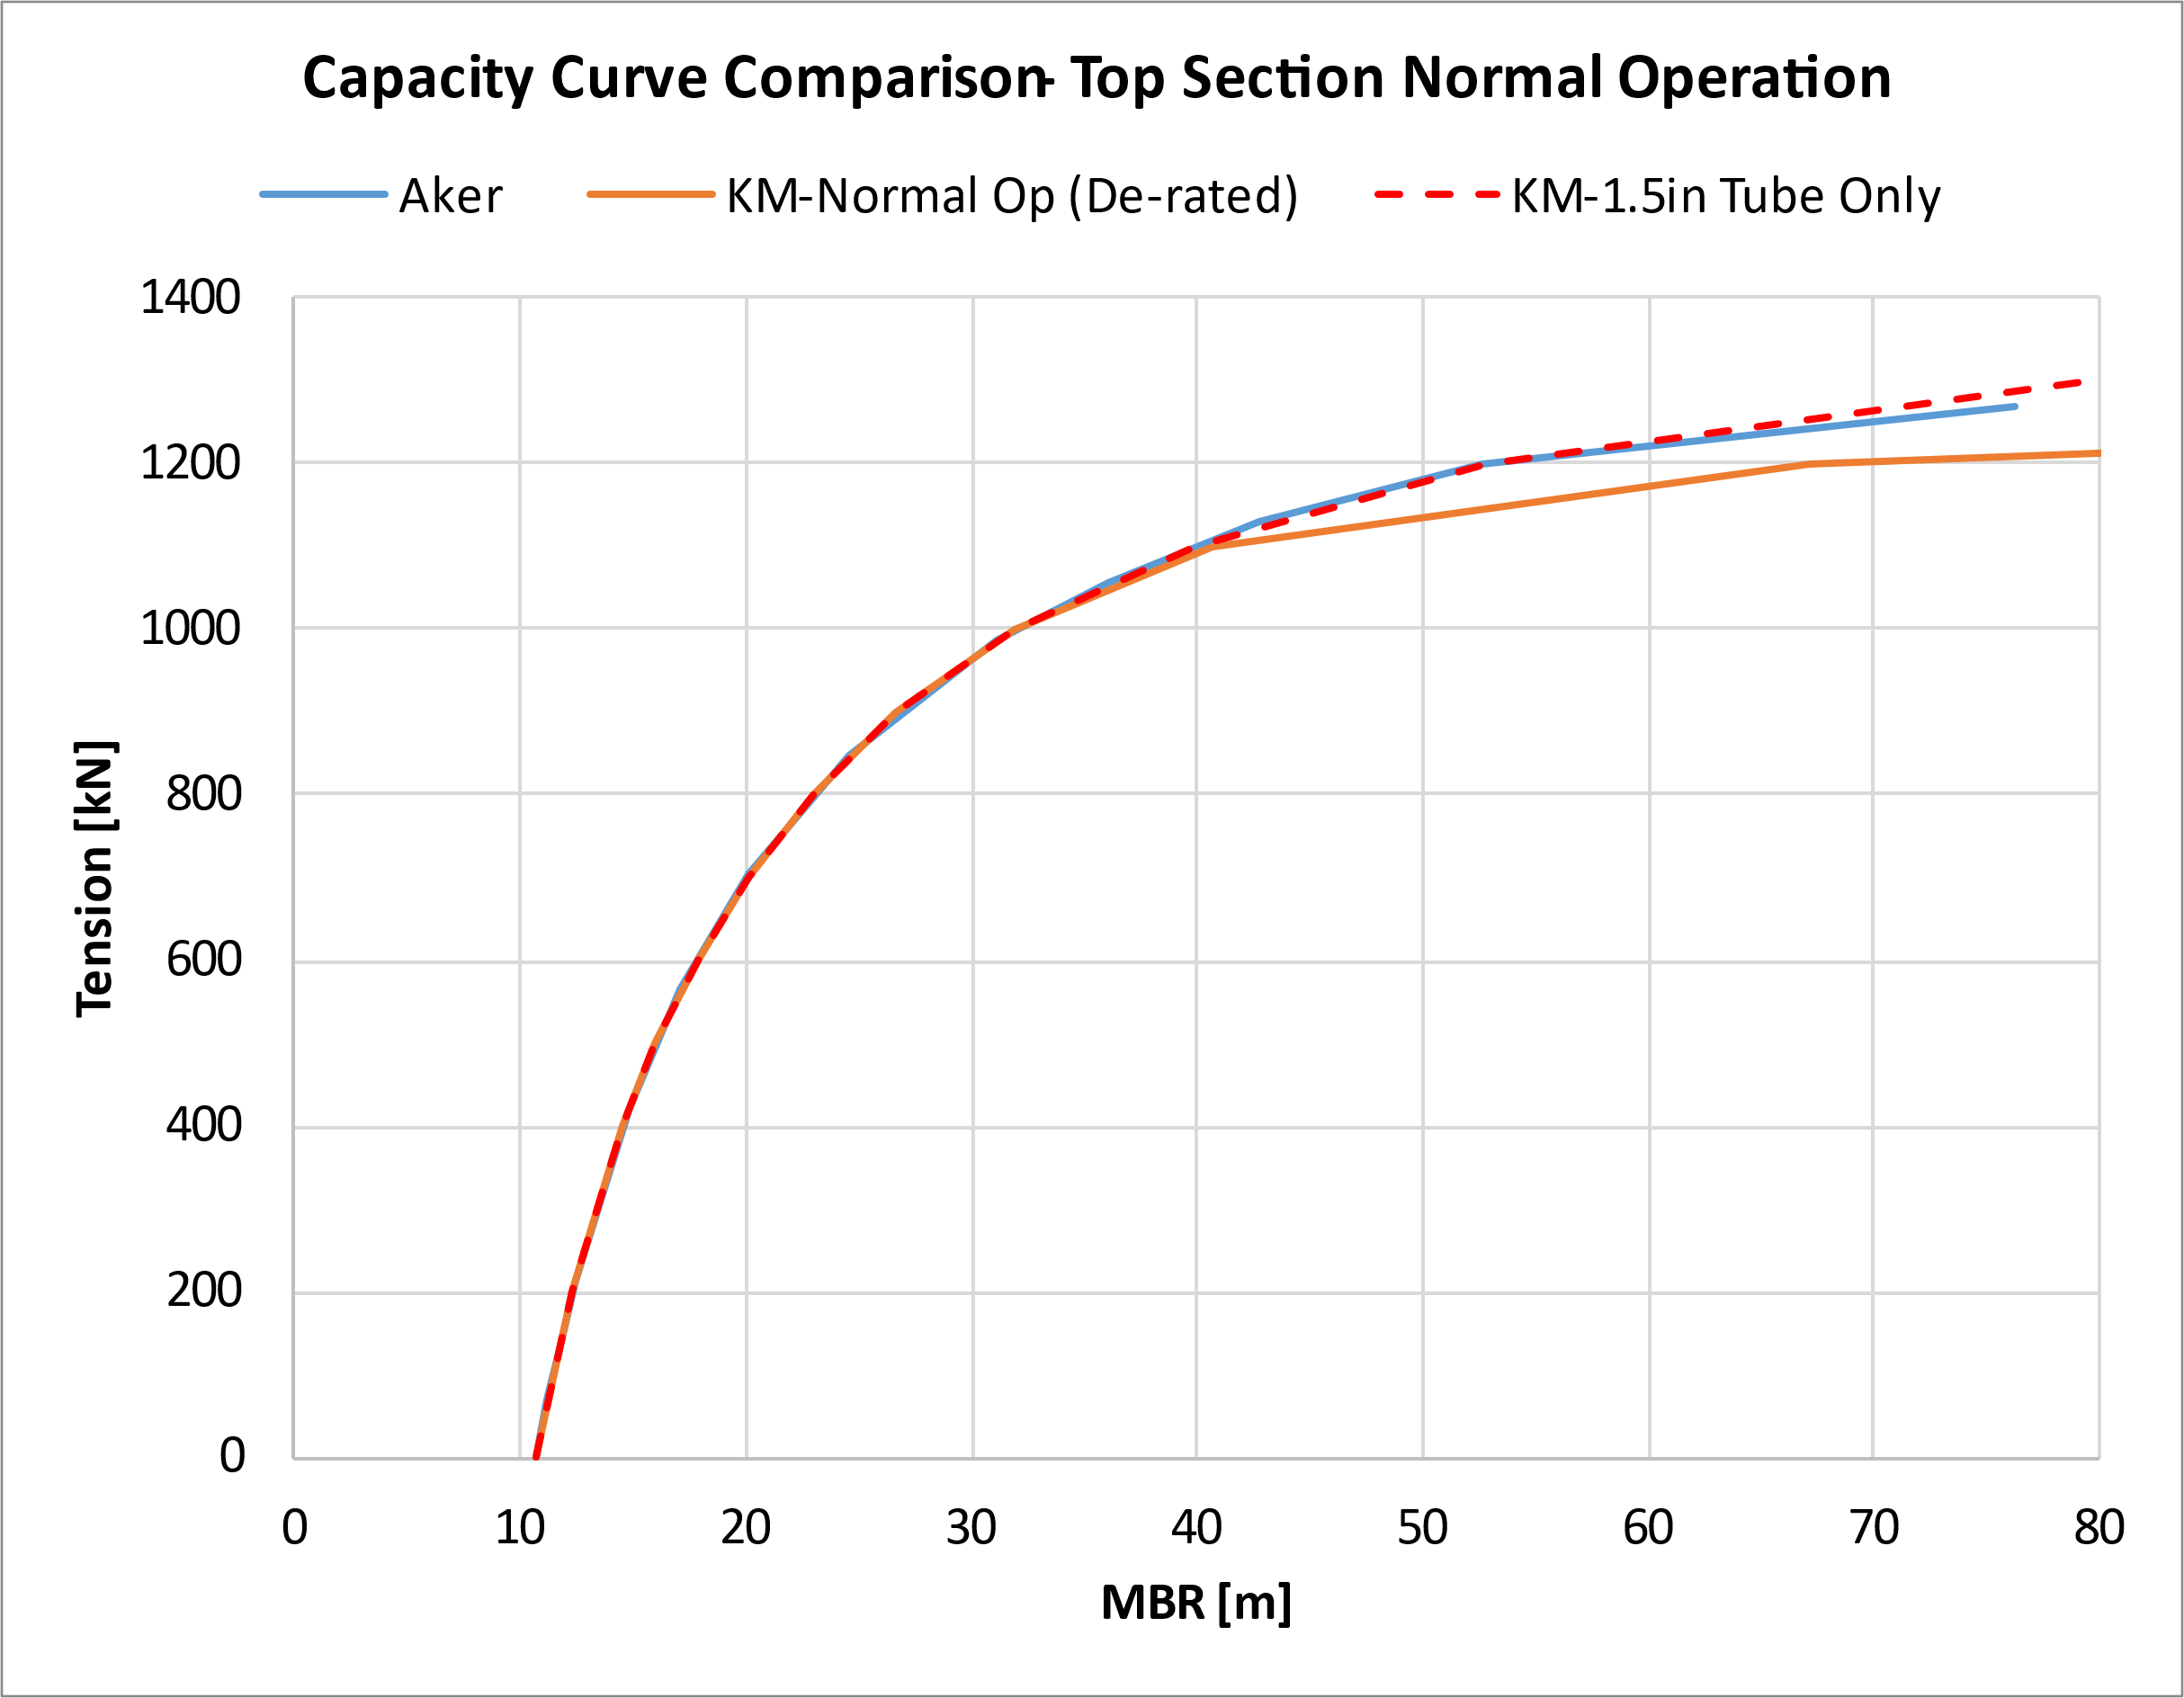 Capacity Curve Comparison- Top Section Normal Operation
Aker KM-Normal Op (De-rated) KM-1.5in Tube Only
1400
1200
1000
800
600
400
200
0
Tension [kN]
0 10 20 30 40 50 60 70 80
MBR [m]